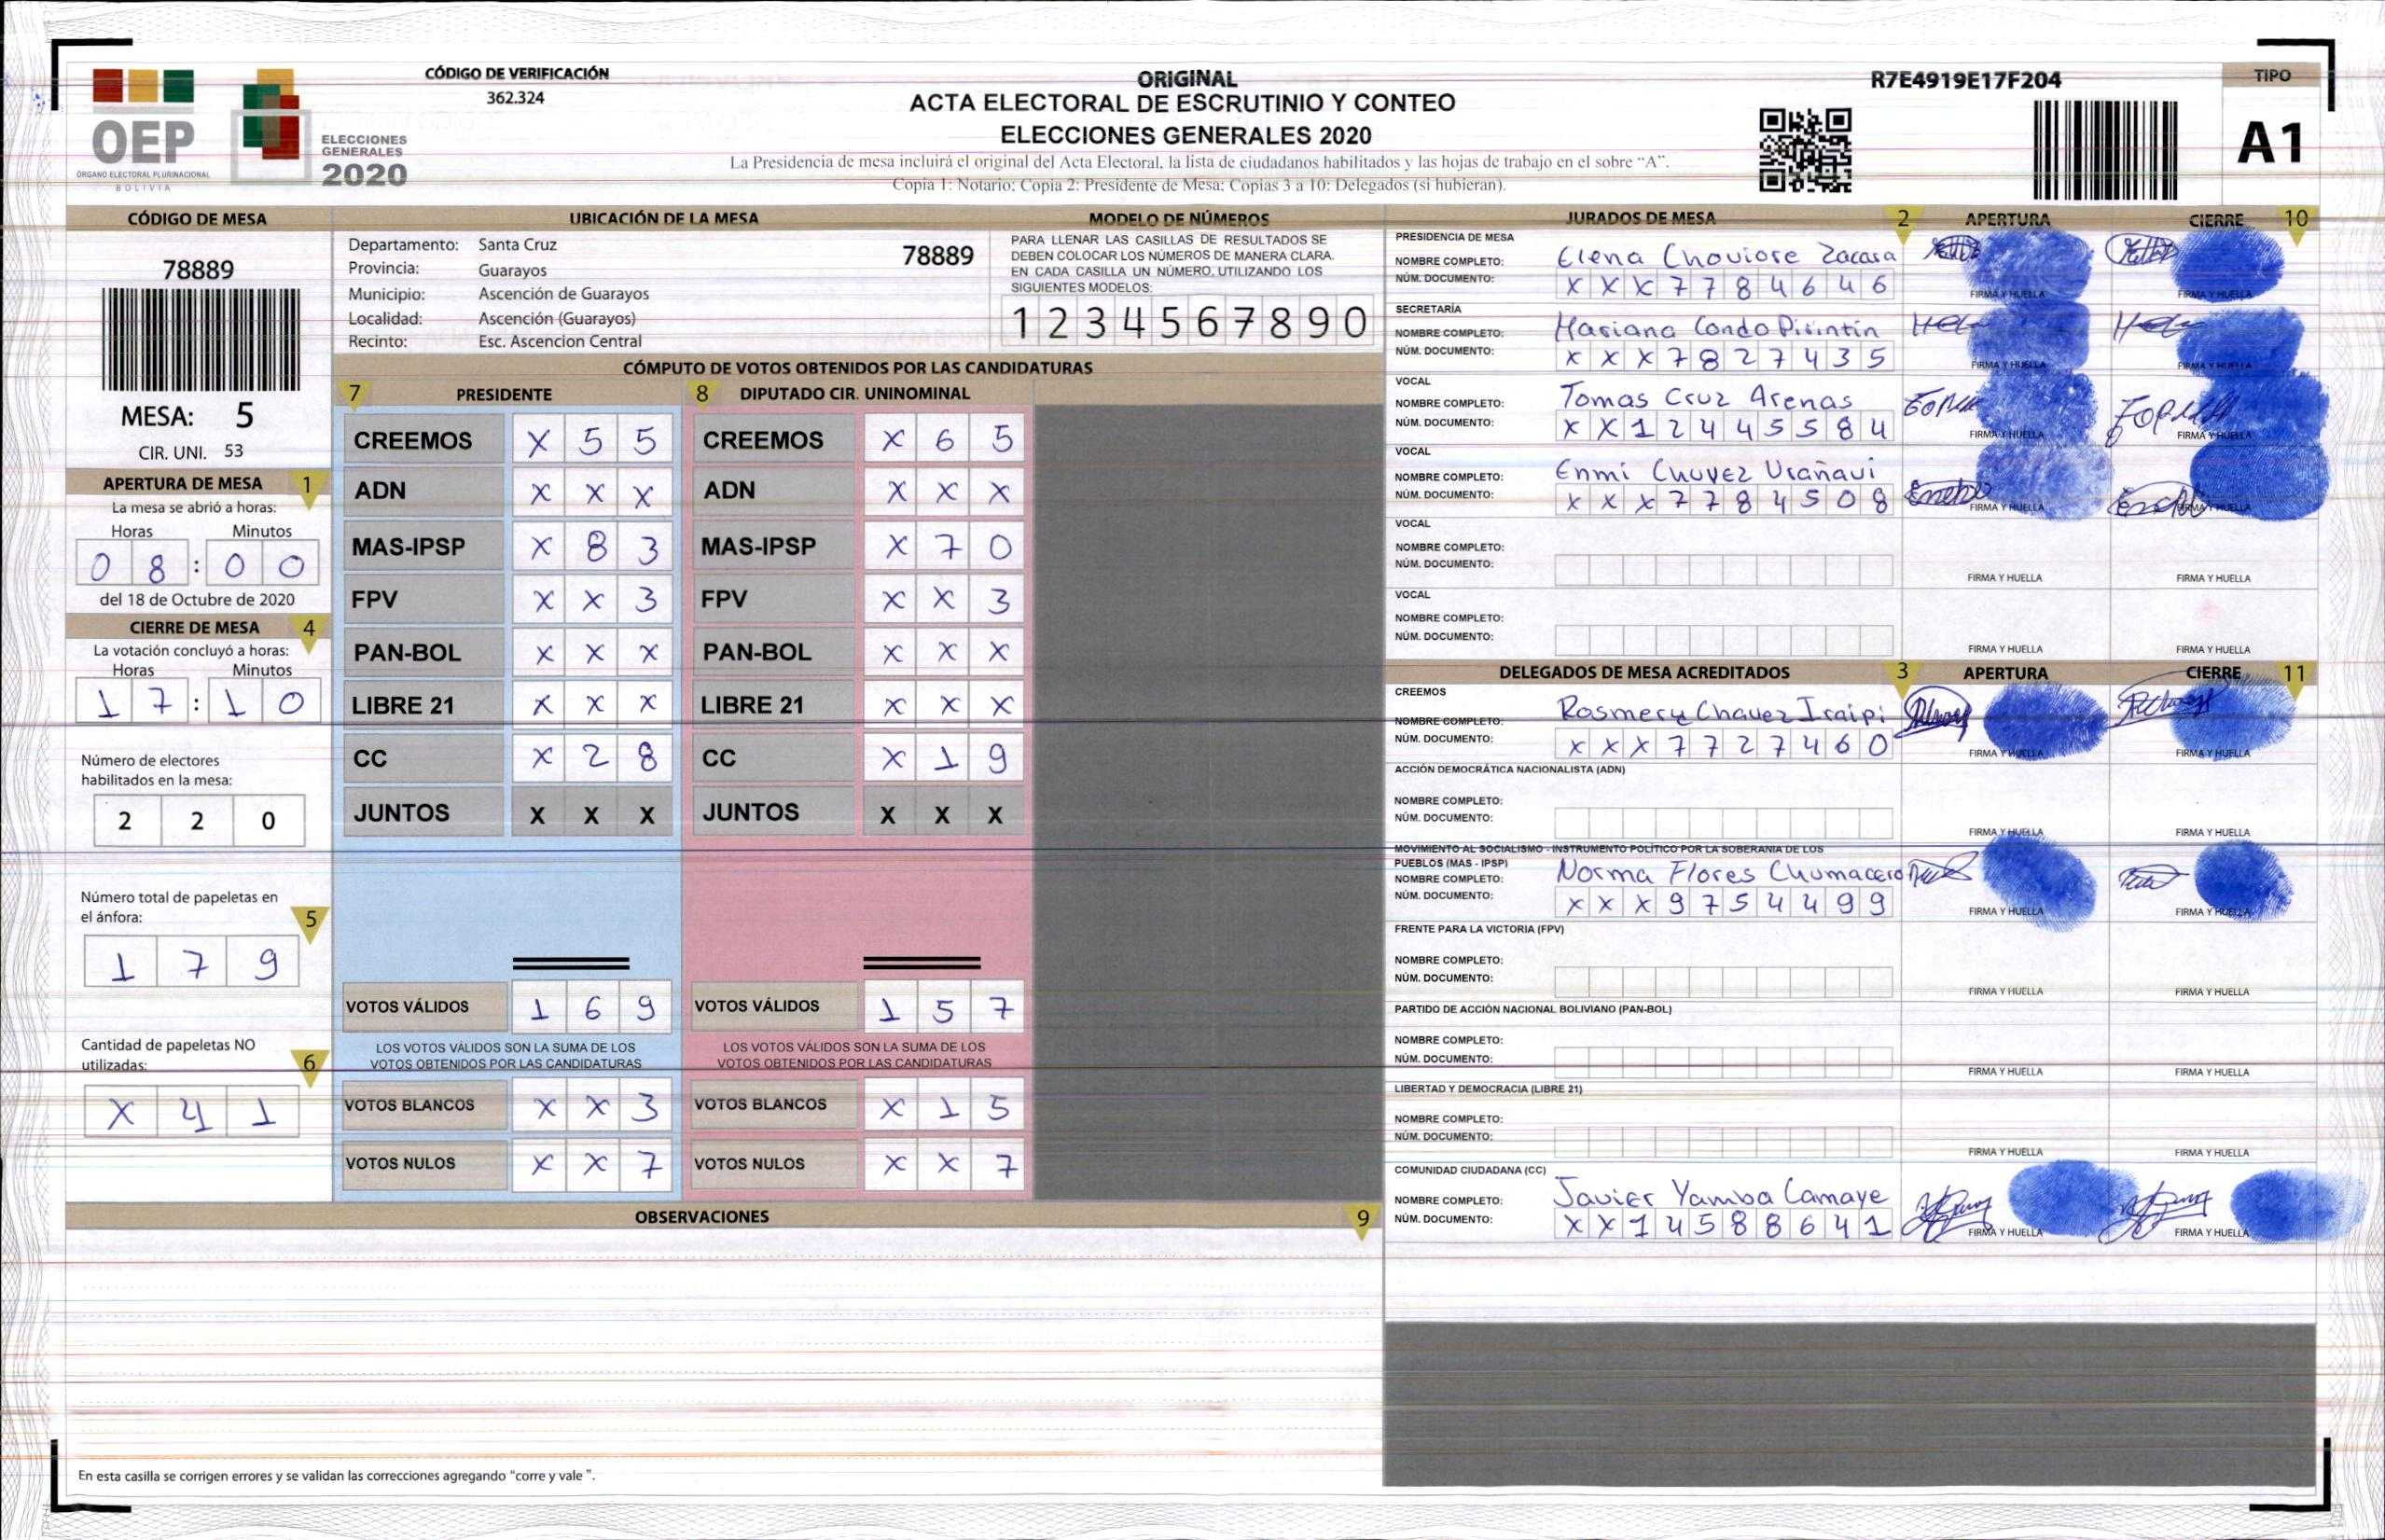 CÓDIGO DE VERIFICACIÓN
362.324
OEP
ÓRGANO ELECTORAL PLURINACIONAL
BOLIVIA
ELECCIONES
GENERALES
2020
ORIGINAL
ACTA ELECTORAL DE ESCRUTINIO Y CONTEO
ELECCIONES GENERALES 2020
La Presidencia de mesa incluirá el original del Acta Electoral, la lista de ciudadanos habilitados y las hojas de trabajo en el sobre "A".
Copia 1: Notario; Copia 2: Presidente de Mesa; Copias 3 a 10: Delegados (si hubieran).
R7E4919E17F204
TIPO
A1
CÓDIGO DE MESA
78889
MESA: 5
CIR. UNI. 53
APERTURA DE MESA 1
La mesa se abrió a horas:
Horas Minutos
0 8 : 0 0
del 18 de Octubre de 2020
CIERRE DE MESA 4
La votación concluyó a horas:
Horas Minutos
1 7 : 1 0
Número de electores
habilitados en la mesa:
2 2 0
Número total de papeletas en
el ánfora: 5
1 7 9
Cantidad de papeletas NO
utilizadas: 6
X 4 1
UBICACIÓN DE LA MESA
Departamento: Santa Cruz
78889
Provincia: Guarayos
Municipio: Ascención de Guarayos
Localidad: Ascención (Guarayos)
Recinto: Esc. Ascencion Central
MODELO DE NÚMEROS
PARA LLENAR LAS CASILLAS DE RESULTADOS SE
DEBEN COLOCAR LOS NÚMEROS DE MANERA CLARA.
EN CADA CASILLA UN NÚMERO, UTILIZANDO LOS
SIGUIENTES MODELOS:
1 2 3 4 5 6 7 8 9 0
CÓMPUTO DE VOTOS OBTENIDOS POR LAS CANDIDATURAS
7 PRESIDENTE
CREEMOS X 5 5
ADN X X X
MAS-IPSP X 8 3
FPV X X 3
PAN-BOL X X X
LIBRE 21 X X X
CC X 2 8
JUNTOS X X X
VOTOS VÁLIDOS 1 6 9
LOS VOTOS VÁLIDOS SON LA SUMA DE LOS
VOTOS OBTENIDOS POR LAS CANDIDATURAS
VOTOS BLANCOS X X 3
VOTOS NULOS X X 7
8 DIPUTADO CIR. UNINOMINAL
CREEMOS X 6 5
ADN X X X
MAS-IPSP X 7 0
FPV X X 3
PAN-BOL X X X
LIBRE 21 X X X
CC X 1 9
JUNTOS X X X
VOTOS VÁLIDOS 1 5 7
LOS VOTOS VÁLIDOS SON LA SUMA DE LOS
VOTOS OBTENIDOS POR LAS CANDIDATURAS
VOTOS BLANCOS X 1 5
VOTOS NULOS X X 7
OBSERVACIONES 9
En esta casilla se corrigen errores y se validan las correcciones agregando "corre y vale ".
JURADOS DE MESA 2 APERTURA CIERRE 10
PRESIDENCIA DE MESA
NOMBRE COMPLETO: Elena Choviore Zacasa
NÚM. DOCUMENTO: X X X 7 7 8 4 6 4 6
FIRMA Y HUELLA FIRMA Y HUELLA
SECRETARÍA
NOMBRE COMPLETO: Mariana Condo Pisintin
NÚM. DOCUMENTO: X X X 7 8 2 7 4 3 5
FIRMA Y HUELLA FIRMA Y HUELLA
VOCAL
NOMBRE COMPLETO: Tomas Cruz Arenas
NÚM. DOCUMENTO: X X 1 2 4 4 5 5 8 4
FIRMA Y HUELLA FIRMA Y HUELLA
VOCAL
NOMBRE COMPLETO: Enmi Chuvez Urañavi
NÚM. DOCUMENTO: X X X 7 7 8 4 5 0 8
FIRMA Y HUELLA FIRMA Y HUELLA
VOCAL
NOMBRE COMPLETO:
NÚM. DOCUMENTO:
FIRMA Y HUELLA FIRMA Y HUELLA
VOCAL
NOMBRE COMPLETO:
NÚM. DOCUMENTO:
FIRMA Y HUELLA FIRMA Y HUELLA
DELEGADOS DE MESA ACREDITADOS 3 APERTURA CIERRE 11
CREEMOS
NOMBRE COMPLETO: Rosmery Chavez Iraipi
NÚM. DOCUMENTO: X X X 7 7 2 7 4 6 0
FIRMA Y HUELLA FIRMA Y HUELLA
ACCIÓN DEMOCRÁTICA NACIONALISTA (ADN)
NOMBRE COMPLETO:
NÚM. DOCUMENTO:
FIRMA Y HUELLA FIRMA Y HUELLA
MOVIMIENTO AL SOCIALISMO - INSTRUMENTO POLÍTICO POR LA SOBERANÍA DE LOS
PUEBLOS (MAS - IPSP)
NOMBRE COMPLETO: Norma Flores Chumacero
NÚM. DOCUMENTO: X X X 9 7 5 4 4 9 9
FIRMA Y HUELLA FIRMA Y HUELLA
FRENTE PARA LA VICTORIA (FPV)
NOMBRE COMPLETO:
NÚM. DOCUMENTO:
FIRMA Y HUELLA FIRMA Y HUELLA
PARTIDO DE ACCIÓN NACIONAL BOLIVIANO (PAN-BOL)
NOMBRE COMPLETO:
NÚM. DOCUMENTO:
FIRMA Y HUELLA FIRMA Y HUELLA
LIBERTAD Y DEMOCRACIA (LIBRE 21)
NOMBRE COMPLETO:
NÚM. DOCUMENTO:
FIRMA Y HUELLA FIRMA Y HUELLA
COMUNIDAD CIUDADANA (CC)
NOMBRE COMPLETO: Javier Yamba Camaye
NÚM. DOCUMENTO: X X 1 4 5 8 8 6 4 1
FIRMA Y HUELLA FIRMA Y HUELLA